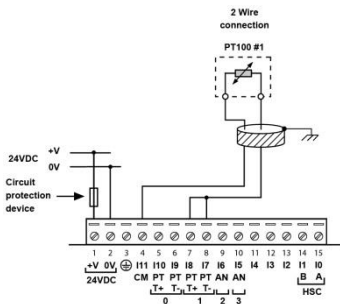 2 Wire
connection
PT100 #1
24VDC
+V
0V
Circuit
protection
device
1 2 3 4 5 6 7 8 9 10 11 12 13 14 15
+V 0V I11 I10 I9 I8 I7 I6 I5 I4 I3 I2 I1 I0
24VDC CM PT PT PT PT AN AN B A
T+ T- T+ T- 2 3 HSC
0 1